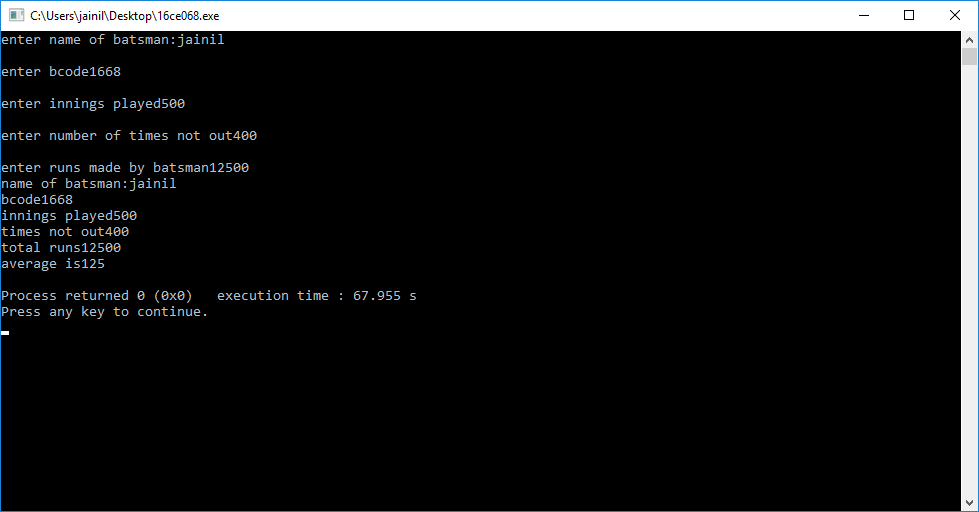 C:\Users\jainil\Desktop\16ce068.exe
enter name of batsman:jainil
enter bcode1668
enter innings played500
enter number of times not out400
enter runs made by batsman12500
name of batsman:jainil
bcode1668
innings played500
times not out400
total runs12500
average is125
Process returned 0 (0x0)   execution time : 67.955 s
Press any key to continue.